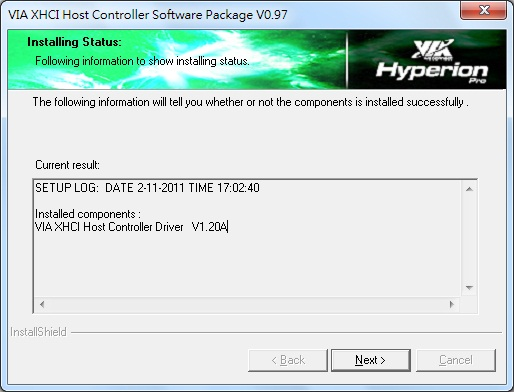 VIA XHCI Host Controller Software Package V0.97
Installing Status:
Following information to show installing status.
VIA
Hyperion
Pro
The following information will tell you whether or not the components is installed successfully .
Current result:
SETUP LOG:  DATE 2-11-2011 TIME 17:02:40
Installed components :
VIA XHCI Host Controller Driver   V1.20A
InstallShield
< Back
Next >
Cancel